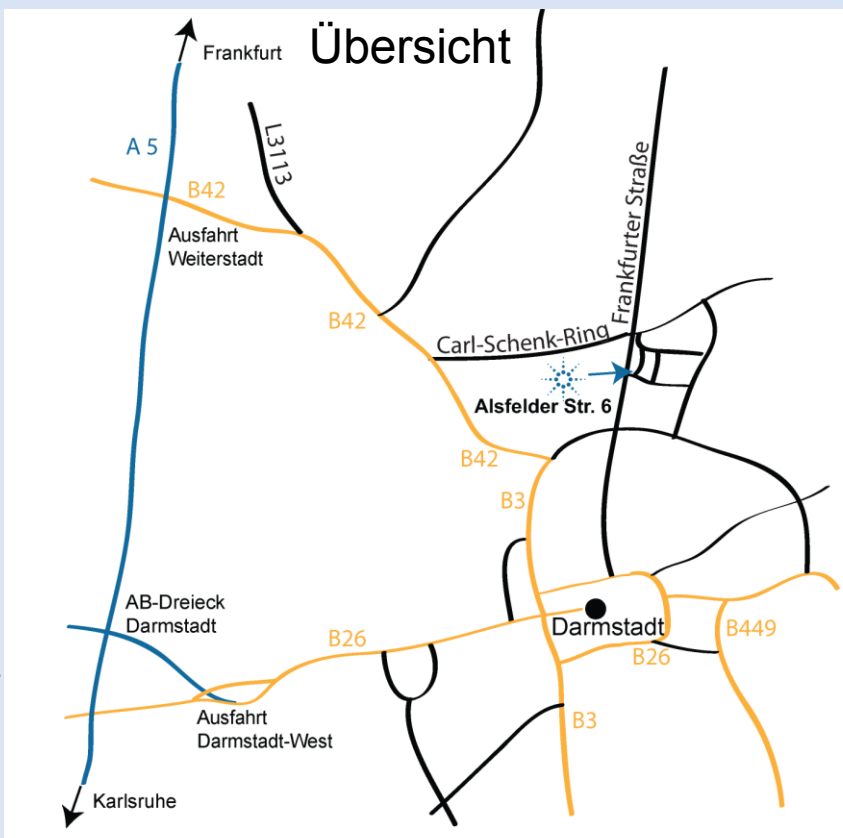 Übersicht
Frankfurt
A 5
L3113
B42
Ausfahrt
Weiterstadt
Frankfurter Straße
B42
Carl-Schenk-Ring
Alsfelder Str. 6
B42
B3
AB-Dreieck
Darmstadt
B26
Darmstadt
B449
B26
Ausfahrt
Darmstadt-West
B3
Karlsruhe